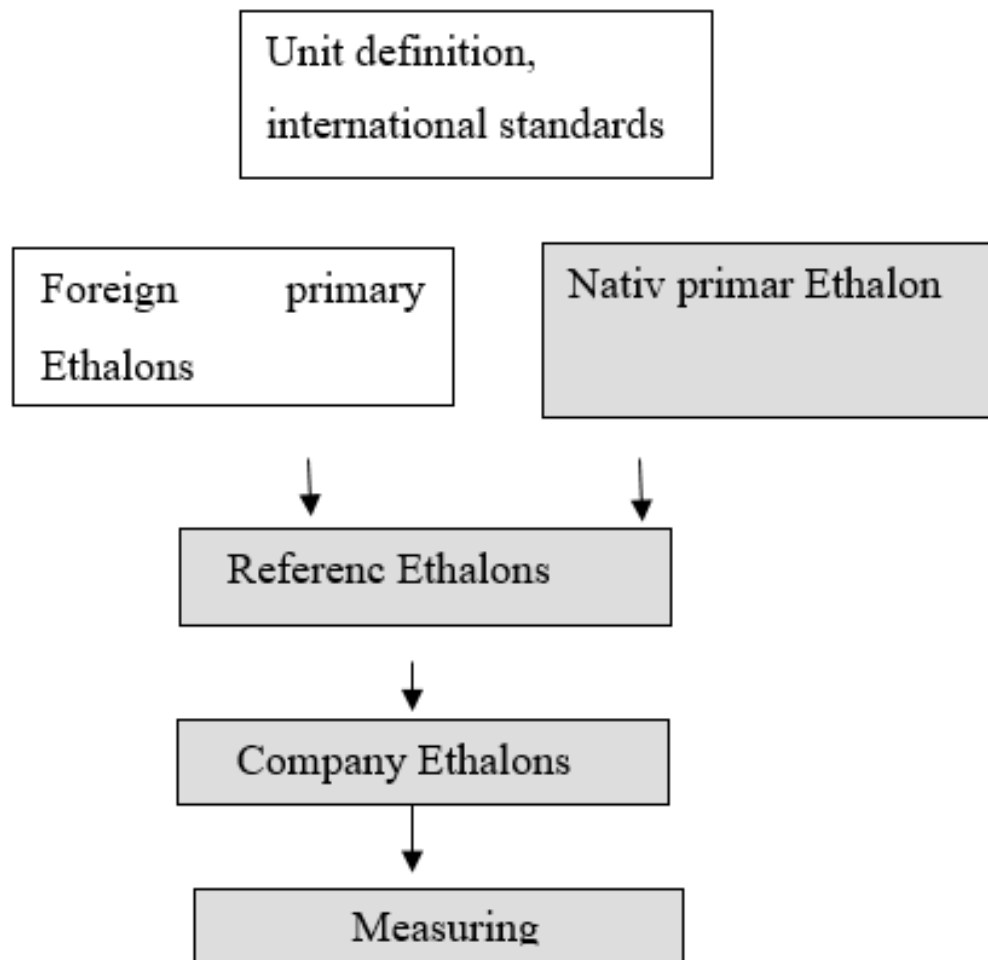 Unit definition,
international standards
Foreign primary
Ethalons
Nativ primar Ethalon
Referenc Ethalons
Company Ethalons
Measuring